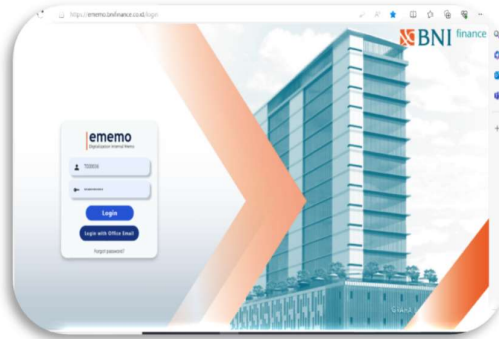 https://ememo.bnifinance.co.id/login
BNI finance
ememo
Digitalization Internal Memo
Login
Login with Office Email
Forgot password?